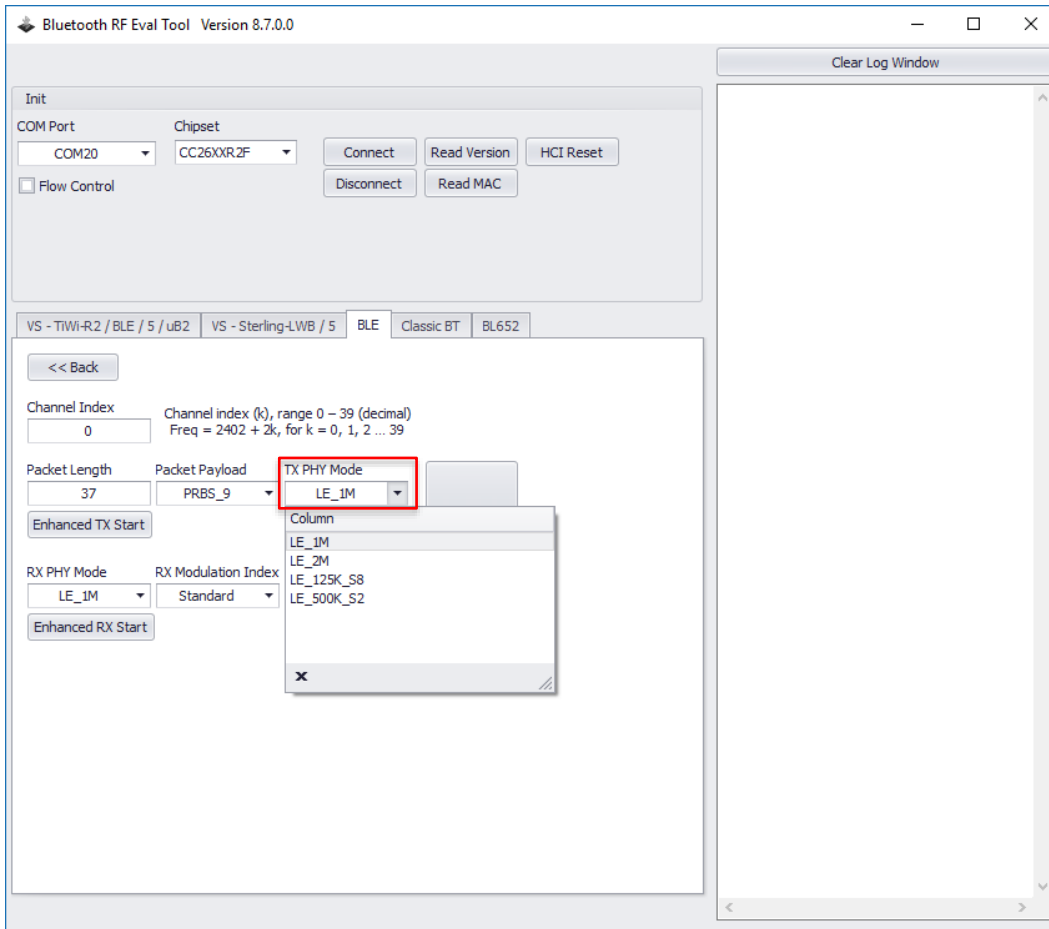 Bluetooth RF Eval Tool Version 8.7.0.0
Clear Log Window
Init
COM Port Chipset
COM20 CC26XXR2F Connect Read Version HCI Reset
Flow Control Disconnect Read MAC
VS - TiWi-R2 / BLE / 5 / uB2 VS - Sterling-LWB / 5 BLE Classic BT BL652
<< Back
Channel Index
Channel index (k), range 0 – 39 (decimal)
0 Freq = 2402 + 2k, for k = 0, 1, 2 ... 39
Packet Length Packet Payload TX PHY Mode
37 PRBS_9 LE_1M
Enhanced TX Start
Column
LE_1M
LE_2M
LE_125K_S8
LE_500K_S2
RX PHY Mode RX Modulation Index
LE_1M Standard
Enhanced RX Start